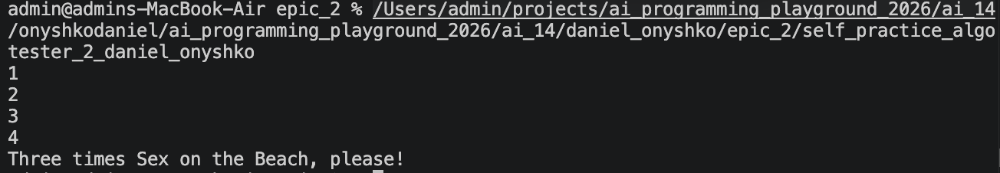 admin@admins-MacBook-Air epic_2 % /Users/admin/projects/ai_programming_playground_2026/ai_14
/onyshkodaniel/ai_programming_playground_2026/ai_14/daniel_onyshko/epic_2/self_practice_algo
tester_2_daniel_onyshko
1
2
3
4
Three times Sex on the Beach, please!